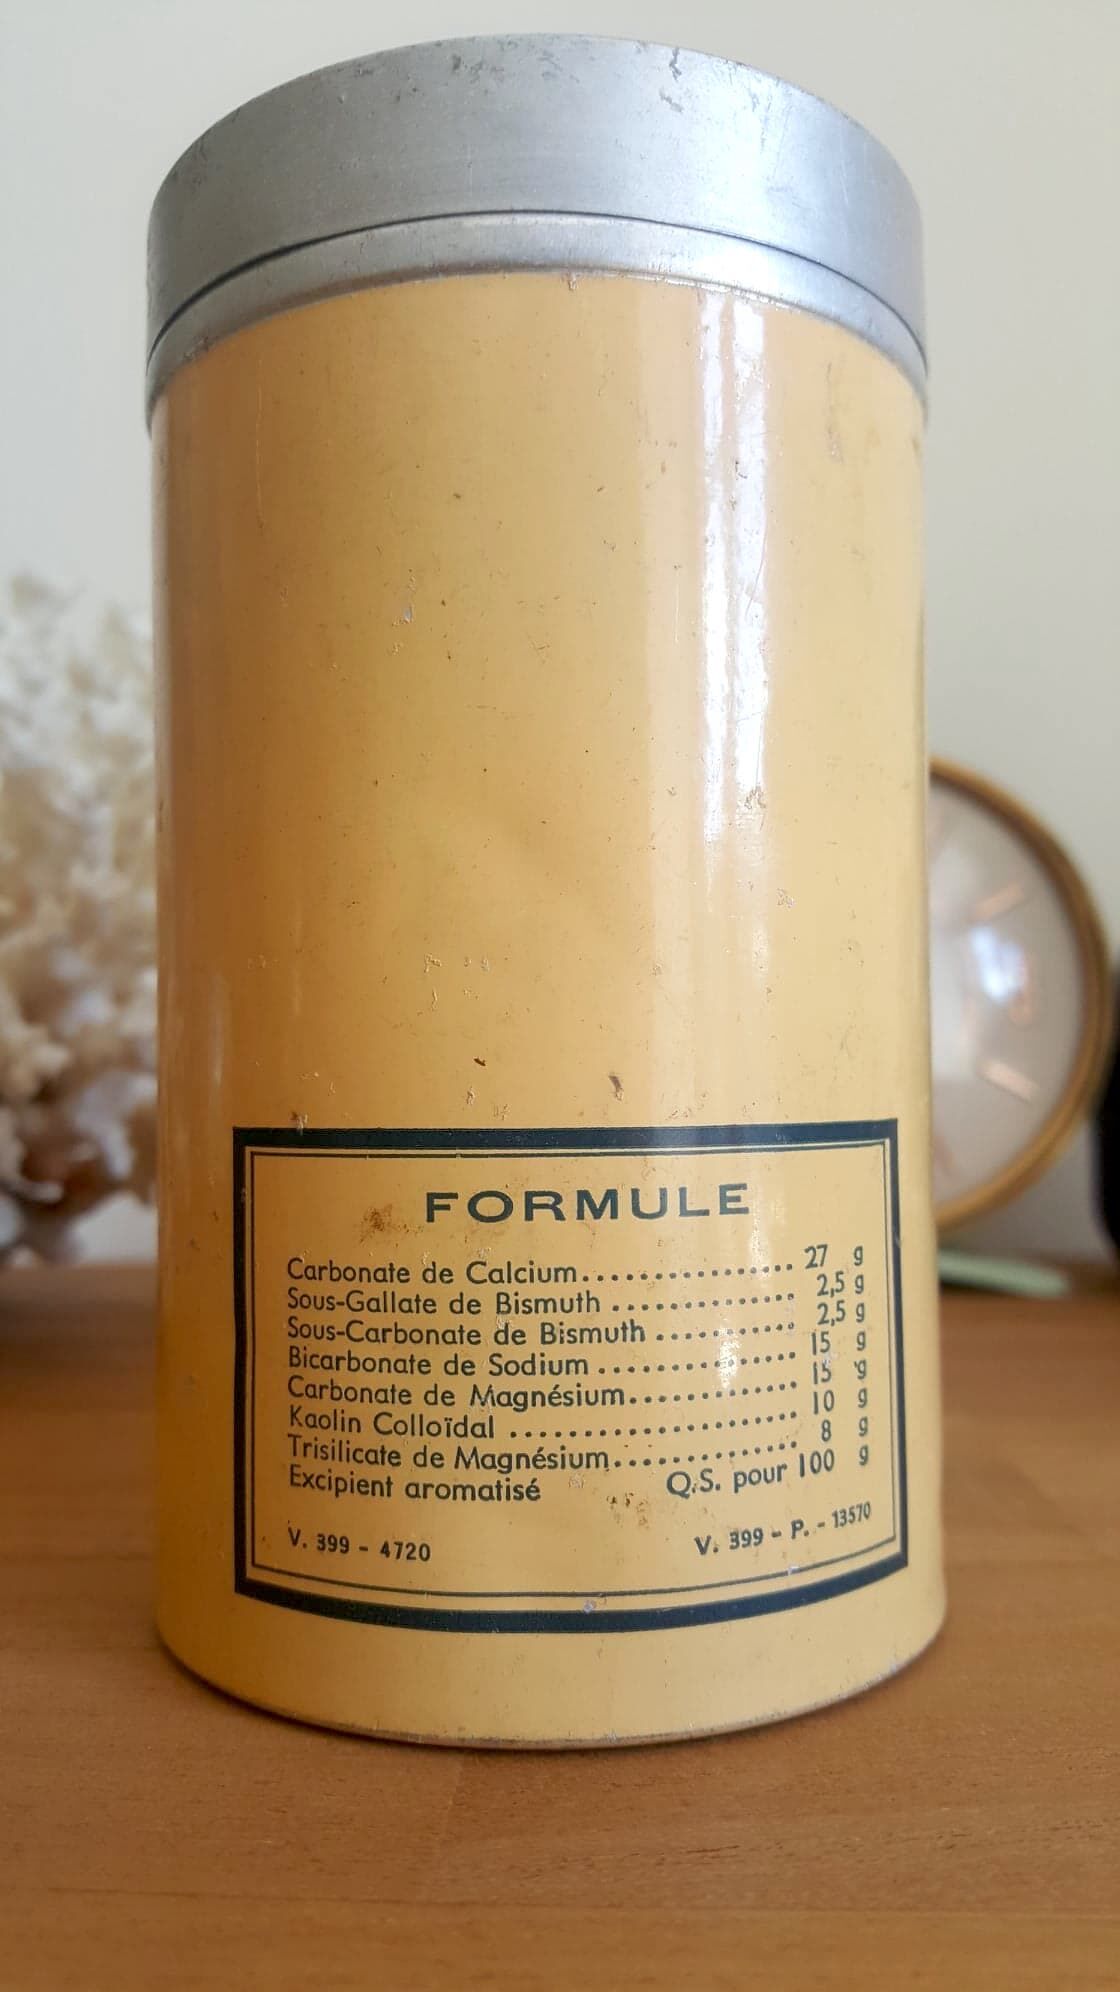 FORMULE
Carbonate de Calcium............... 27 g
Sous-Gallate de Bismuth .............. 2,5 g
Sous-Carbonate de Bismuth ........... 2,5 g
Bicarbonate de Sodium ............... 15 g
Carbonate de Magnésium............. 15 g
Kaolin Colloïdal ...................... 10 g
Trisilicate de Magnésium.............. 8 g
Excipient aromatisé Q.S. pour 100 g
V. 399 - 4720 V. 399 - P. - 13570